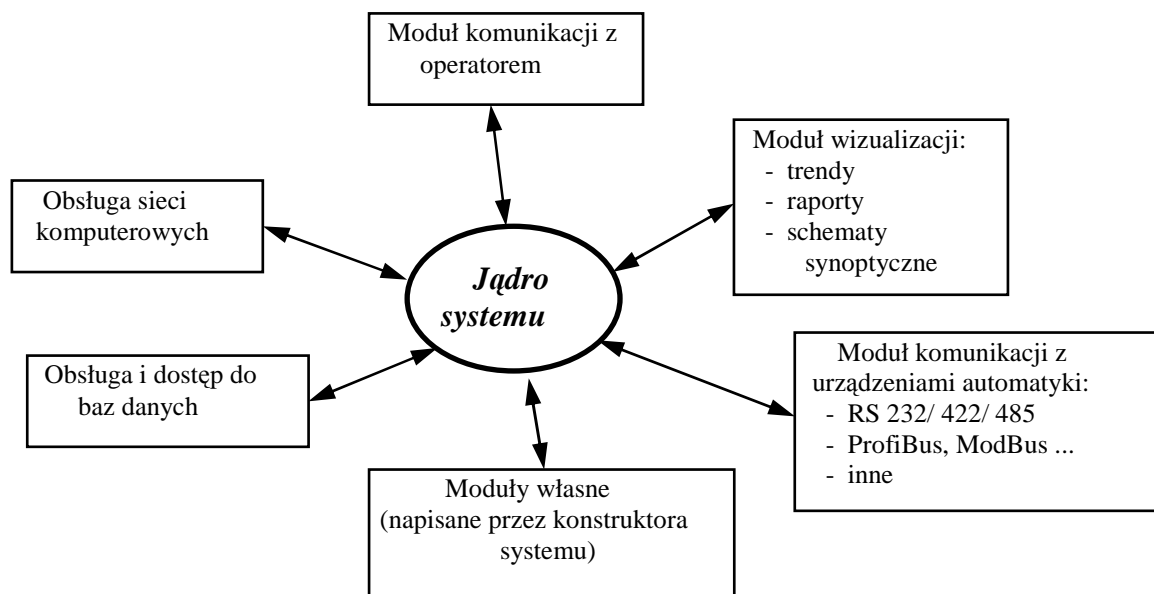 Moduł komunikacji z
operatorem
Moduł wizualizacji:
- trendy
- raporty
- schematy
synoptyczne
Obsługa sieci
komputerowych
Jądro
systemu
Moduł komunikacji z
urządzeniami automatyki:
- RS 232/ 422/ 485
- ProfiBus, ModBus ...
- inne
Obsługa i dostęp do
baz danych
Moduły własne
(napisane przez konstruktora
systemu)